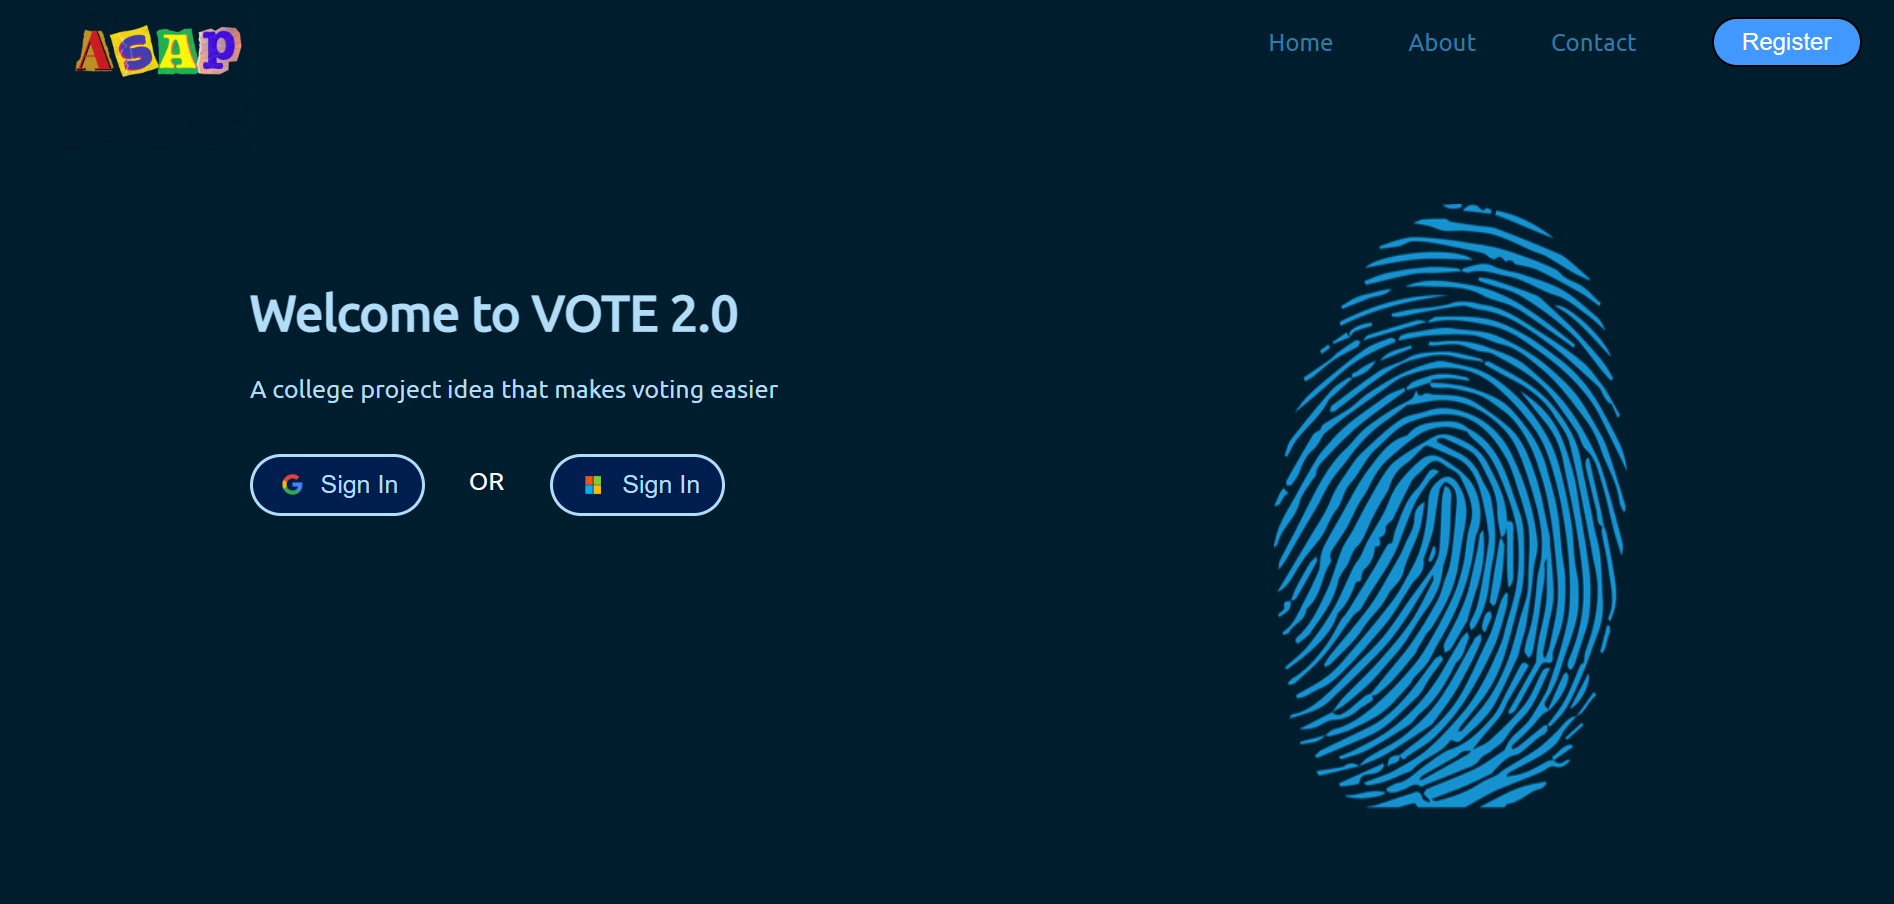 ASAP
Home About Contact Register
Welcome to VOTE 2.0
A college project idea that makes voting easier
Sign In OR Sign In